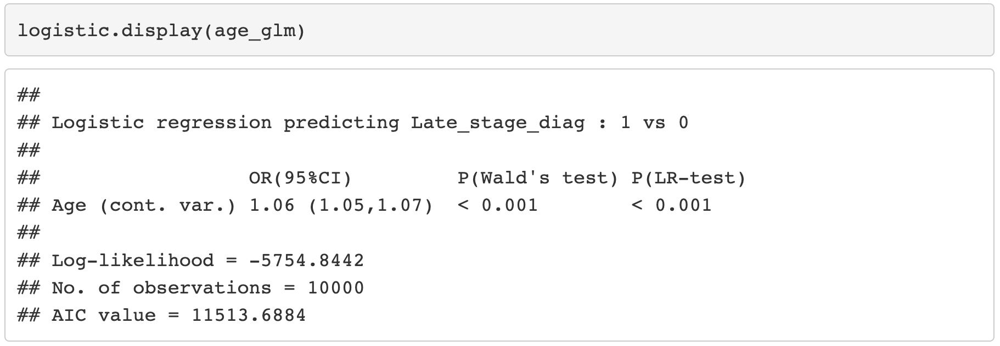 logistic.display(age_glm)
##
## Logistic regression predicting Late_stage_diag : 1 vs 0
##
##                  OR(95%CI)         P(Wald's test) P(LR-test)
## Age (cont. var.) 1.06 (1.05,1.07)  < 0.001        < 0.001
##
## Log-likelihood = -5754.8442
## No. of observations = 10000
## AIC value = 11513.6884